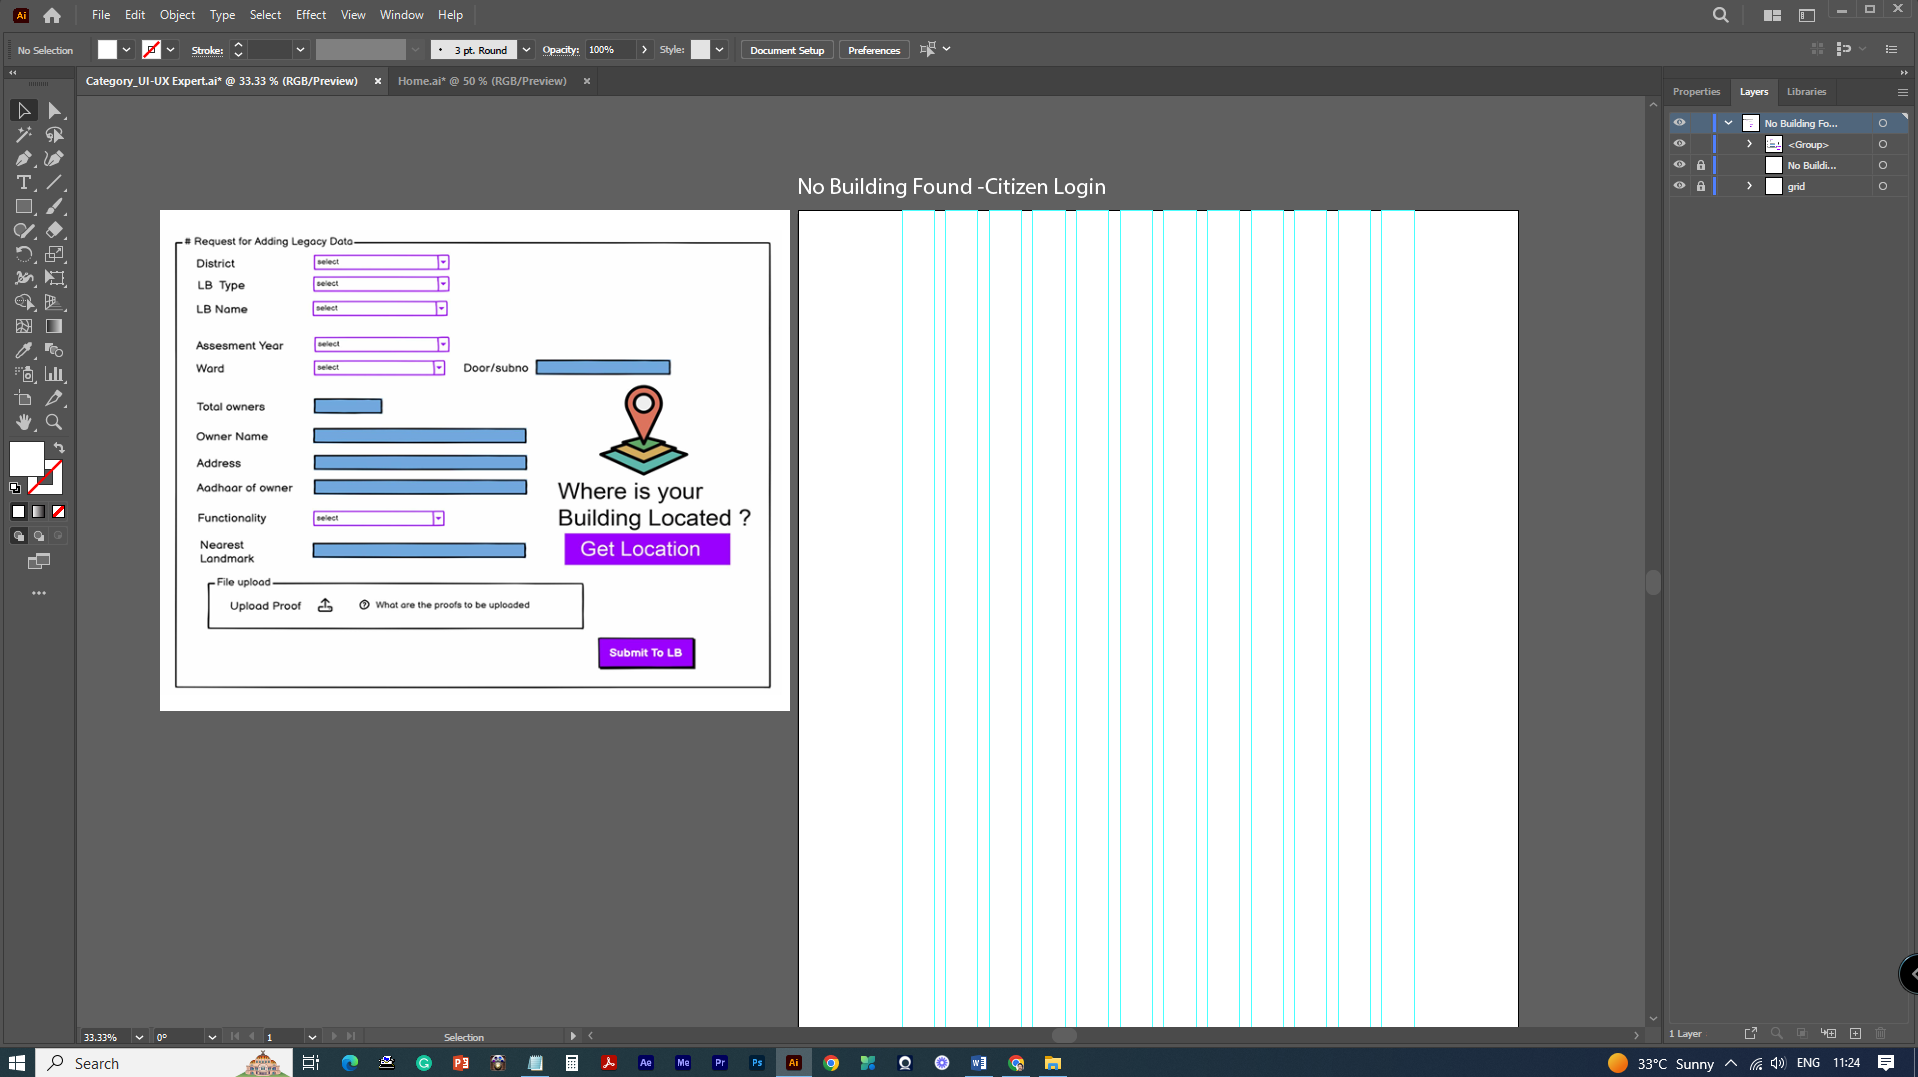 File Edit Object Type Select Effect View Window Help
No Selection Stroke: 3 pt. Round Opacity: 100% Style: Document Setup Preferences
Category_UI-UX Expert.ai* @ 33.33 % (RGB/Preview) Home.ai* @ 50 % (RGB/Preview)
Properties Layers Libraries
No Building Fo...
<Group>
No Buildi...
grid
No Building Found -Citizen Login
# Request for Adding Legacy Data
District select
LB Type select
LB Name select
Assesment Year select
Ward select Door/subno
Total owners
Owner Name
Address
Aadhaar of owner
Functionality select
Nearest
Landmark
Where is your
Building Located ?
Get Location
File upload
Upload Proof What are the proofs to be uploaded
Submit To LB
33.33% 0° 1 Selection
1 Layer
Search
33°C Sunny ENG 11:24